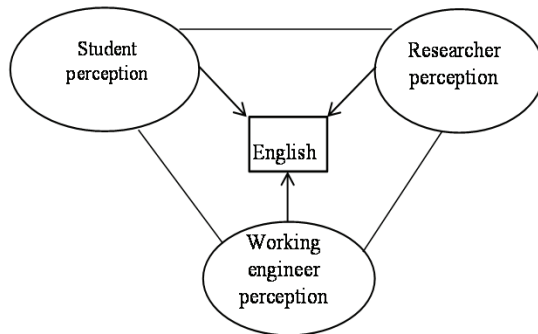 Student
perception
Researcher
perception
English
Working
engineer
perception